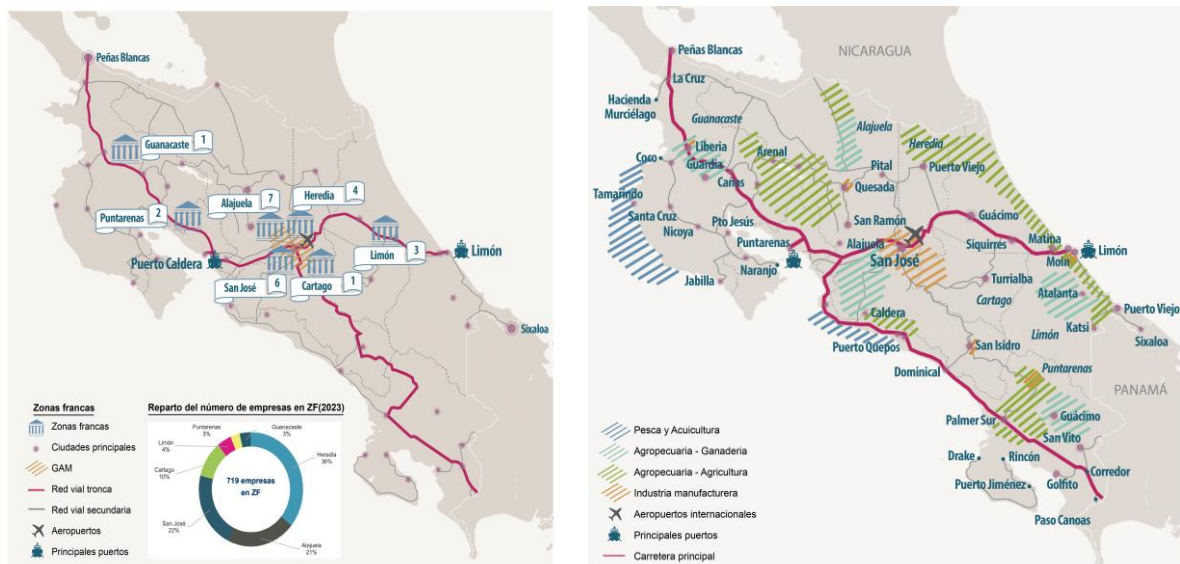 Peñas Blancas
Guanacaste
1
Heredia
4
Alajuela
7
Puntarenas
2
Limón
3
Limón
Puerto Caldera
San José
6
Cartago
1
Sixaloa
Zonas francas
Zonas francas
Ciudades principales
GAM
Red vial tronca
Red vial secundaria
Aeropuertos
Principales puertos
Reparto del número de empresas en ZF(2023)
Puntarenas
3%
Guanacaste
3%
Limón
4%
Heredia
36%
Cartago
10%
719 empresas
en ZF
San José
22%
Alajuela
21%
Peñas Blancas
NICARAGUA
La Cruz
Hacienda
Murciélago
Guanacaste
Alajuela
Heredia
Liberia
Coco
Guardia
Arenal
Pital
Puerto Viejo
Cañas
Quesada
Tamarindo
Santa Cruz
Nicoya
Pto Jesús
San Ramón
Guácimo
Puntarenas
Alajuela
Siquirrés
Matina
Limón
Naranjo
San José
Moín
Jabilla
Turrialba
Cartago
Atalanta
Caldera
Puerto Viejo
Limón
Katsi
Puerto Quepos
San Isidro
Sixaloa
Dominical
Puntarenas
PANAMÁ
Palmer Sur
Guácimo
San Vito
Drake
Rincón
Corredor
Puerto Jiménez
Golfito
Paso Canoas
Pesca y Acuicultura
Agropecuaria - Ganaderia
Agropecuaria - Agricultura
Industria manufacturera
Aeropuertos internacionales
Principales puertos
Carretera principal